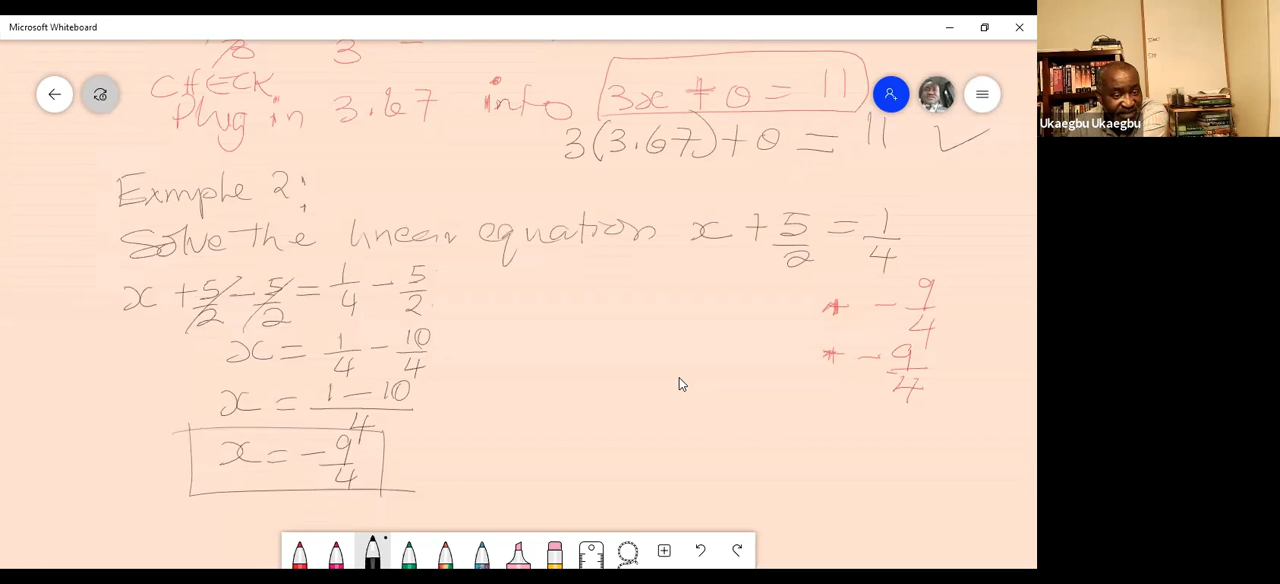 Microsoft Whiteboard
8 3
CHECK
Plug in 3.67 into 3x + 0 = 11
3(3.67) + 0 = 11 ✓
Exmple 2:
Solve the linear equation x + 5/2 = 1/4
x + 5/2 - 5/2 = 1/4 - 5/2
x = 1/4 - 10/4
x = 1 - 10/4
x = - 9/4
* - 9/4
* - 9/4
Ukaegbu Ukaegbu